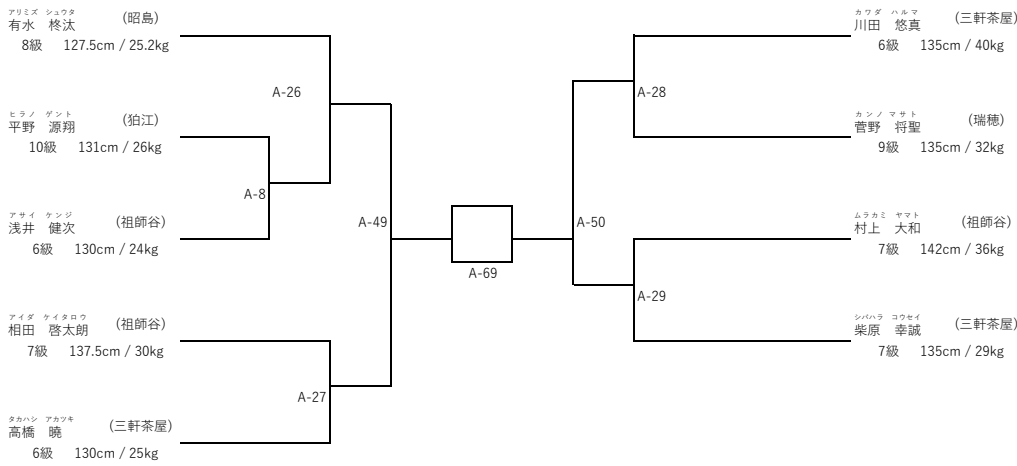 アリミズ シュウタ
有水 柊汰 (昭島)
8級 127.5cm / 25.2kg
A-26
ヒラノ ゲント
平野 源翔 (狛江)
10級 131cm / 26kg
A-8
アサイ ケンジ
浅井 健次 (祖師谷)
6級 130cm / 24kg
A-49
アイダ ケイタロウ
相田 啓太朗 (祖師谷)
7級 137.5cm / 30kg
A-27
タカハシ アカツキ
高橋 暁 (三軒茶屋)
6級 130cm / 25kg
A-69
カワダ ハルマ
川田 悠真 (三軒茶屋)
6級 135cm / 40kg
A-28
カンノ マサト
菅野 将聖 (瑞穂)
9級 135cm / 32kg
A-50
ムラカミ ヤマト
村上 大和 (祖師谷)
7級 142cm / 36kg
A-29
シバハラ コウセイ
柴原 幸誠 (三軒茶屋)
7級 135cm / 29kg